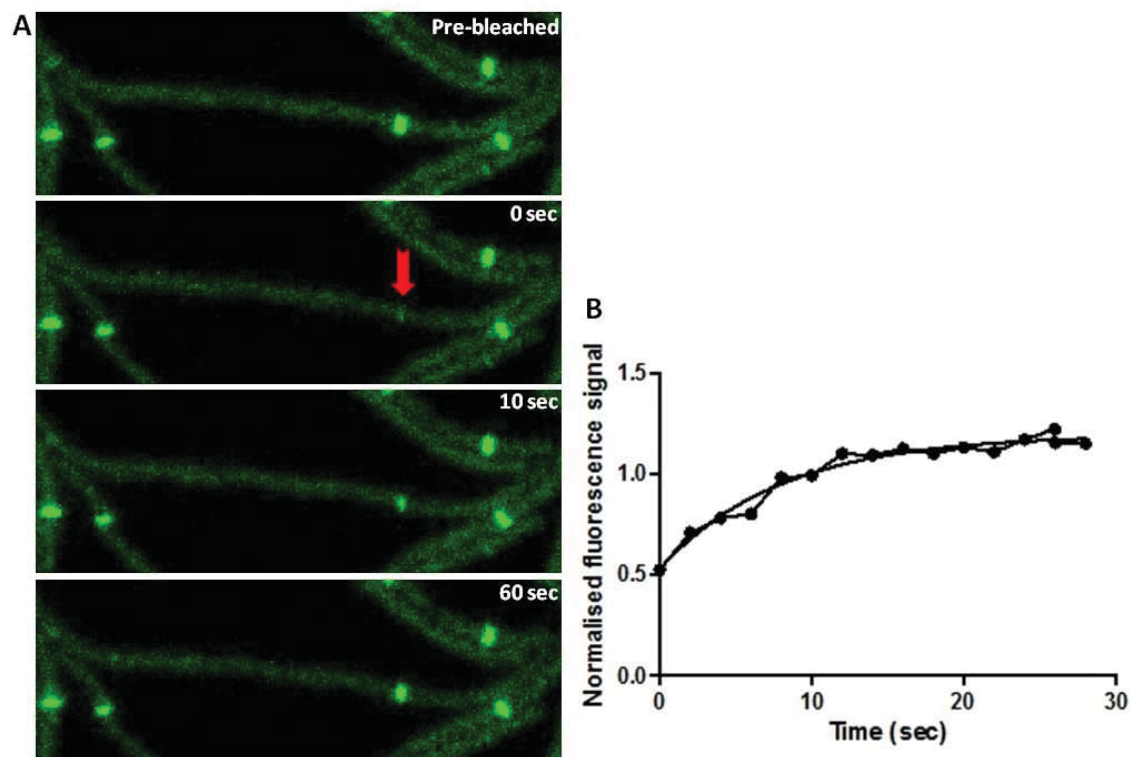 A
Pre-bleached
0 sec
10 sec
60 sec
B
Normalised fluorescence signal
1.5
1.0
0.5
0.0
0 10 20 30
Time (sec)